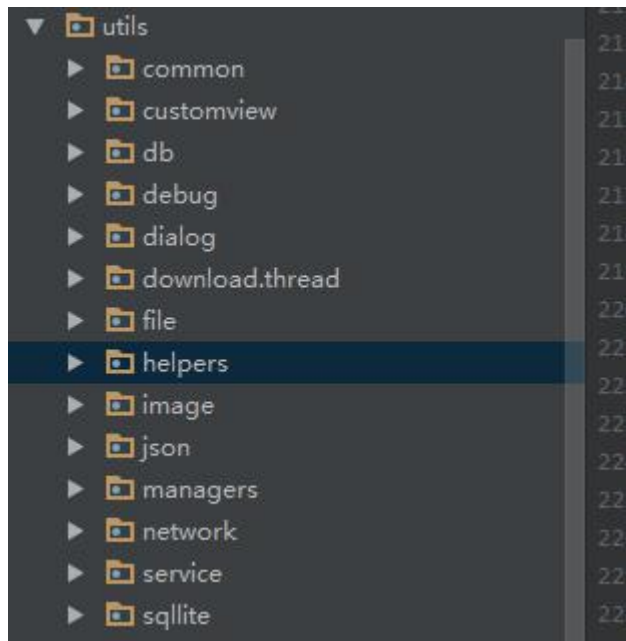 utils
common
customview
db
debug
dialog
download.thread
file
helpers
image
json
managers
network
service
sqllite